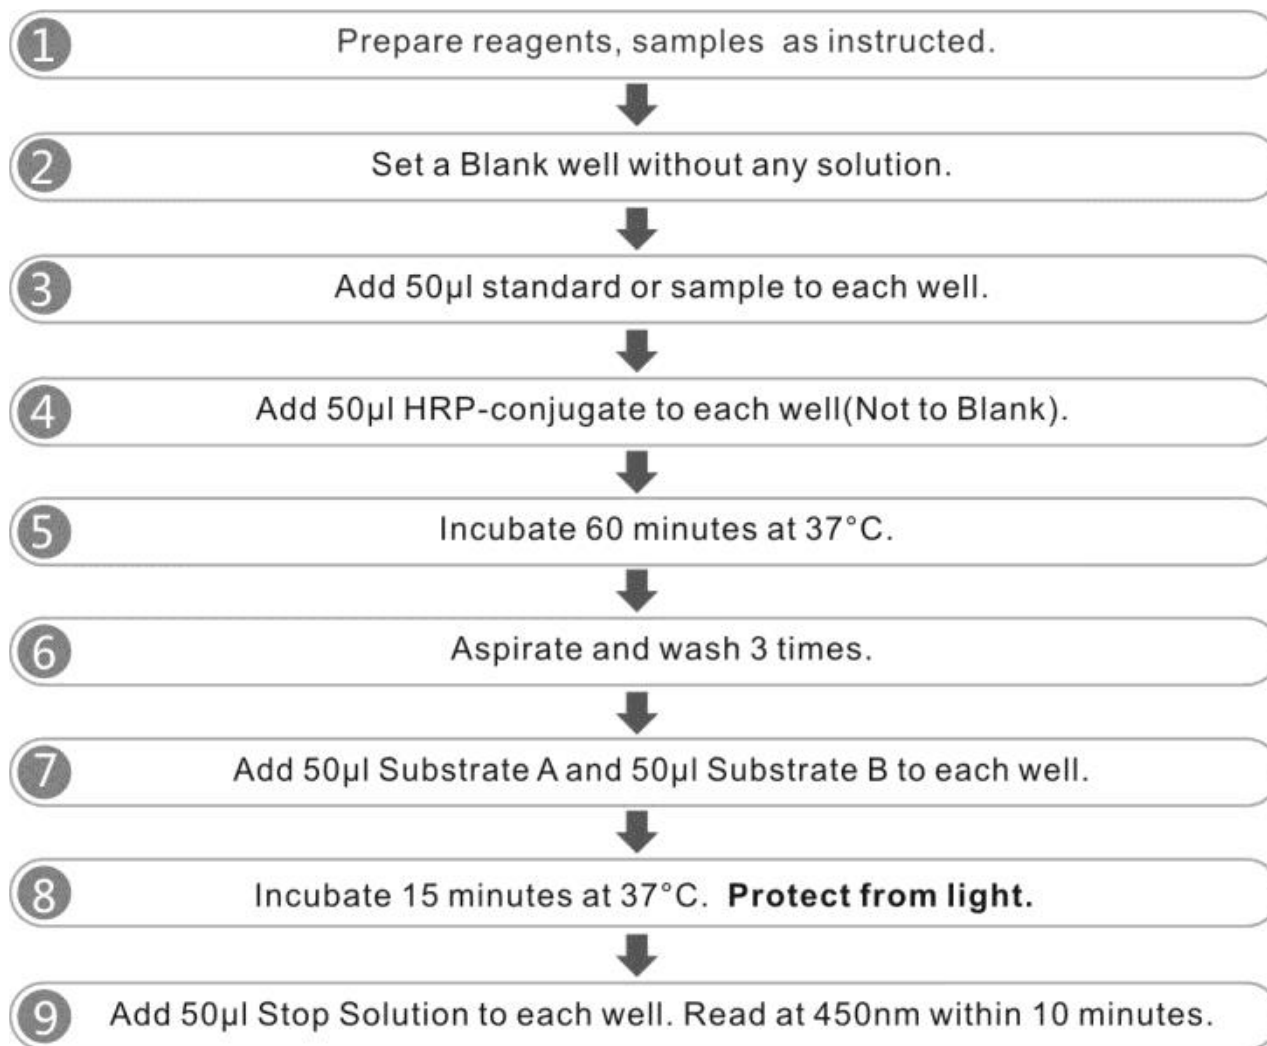 1 Prepare reagents, samples as instructed.
2 Set a Blank well without any solution.
3 Add 50µl standard or sample to each well.
4 Add 50µl HRP-conjugate to each well(Not to Blank).
5 Incubate 60 minutes at 37°C.
6 Aspirate and wash 3 times.
7 Add 50µl Substrate A and 50µl Substrate B to each well.
8 Incubate 15 minutes at 37°C. Protect from light.
9 Add 50µl Stop Solution to each well. Read at 450nm within 10 minutes.